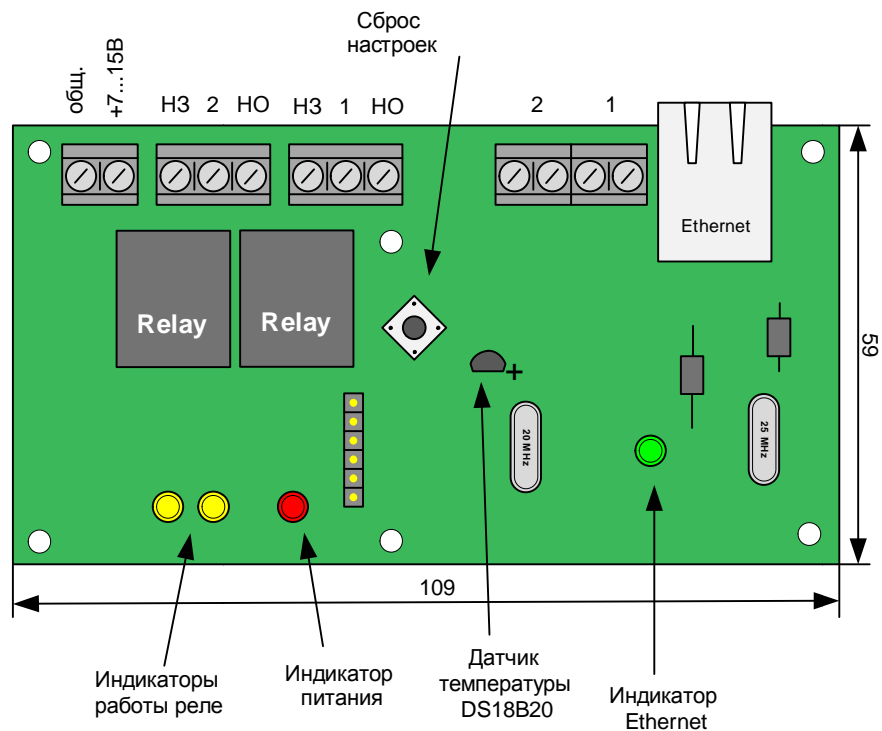 Сброс
настроек
общ.
+7...15В
НЗ 2 НО НЗ 1 НО
2 1
Ethernet
Relay
Relay
59
+
20 MHz
25 MHz
109
Индикаторы
работы реле
Индикатор
питания
Датчик
температуры
DS18B20
Индикатор
Ethernet